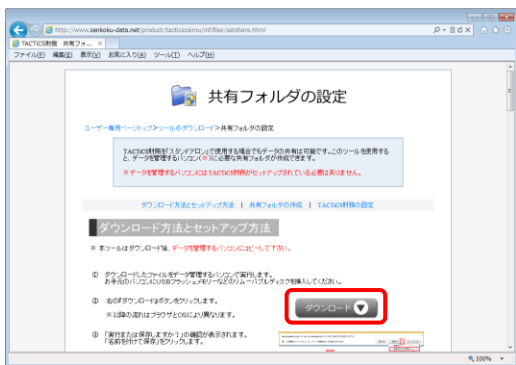 http://www.zenkoku-data.net/product/tacticszaimu/inf.files/setshare.html
TACTiCS財務 共有フォ...
ファイル(F) 編集(E) 表示(V) お気に入り(A) ツール(T) ヘルプ(H)
共有フォルダの設定
ユーザー専用ページトップ>ツールのダウンロード>共有フォルダの設定
TACTiCS財務「スタンドアロン」で使用する場合でもデータの共有は可能です。このツールを使用する
と、データを管理するパソコン(※)に必要な共有フォルダが作成できます。
※データを管理するパソコンにはTACTiCS財務がセットアップされている必要はありません。
ダウンロード方法とセットアップ方法 | 共有フォルダの作成 | TACTiCS財務の設定
ダウンロード方法とセットアップ方法
※ 本ツールはダウンロード後、データを管理するパソコンにコピーして下さい。
① ダウンロードしたファイルをデータ管理するパソコンで実行します。
お手元のパソコンにUSBフラッシュメモリーなどのリムーバブルディスクを挿入してください。
② 右の「ダウンロード」ボタンをクリックします。
※以降の流れはブラウザとOSにより異なります。
ダウンロード
③ 「実行または保存しますか?」の確認が表示されます。
「名前を付けて保存」をクリックします。
100%